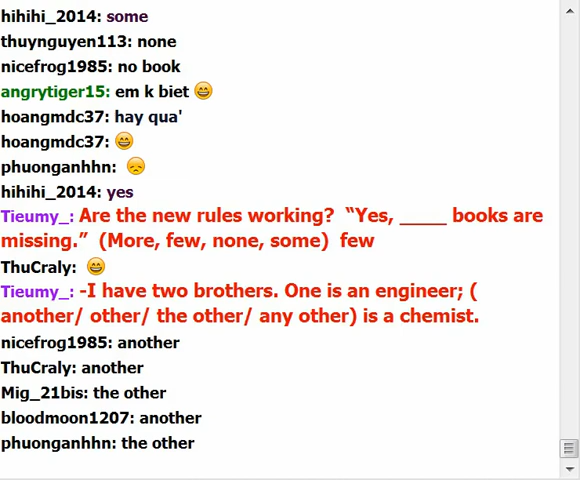 hihihi_2014: some
thuynguyen113: none
nicefrog1985: no book
angrytiger15: em k biet 😄
hoangmdc37: hay qua'
hoangmdc37: 😄
phuonganhhn: 😞
hihihi_2014: yes
Tieumy_: Are the new rules working? “Yes, ____ books are
missing.” (More, few, none, some) few
ThuCraly: 😄
Tieumy_: -I have two brothers. One is an engineer; (
another/ other/ the other/ any other) is a chemist.
nicefrog1985: another
ThuCraly: another
Mig_21bis: the other
bloodmoon1207: another
phuonganhhn: the other